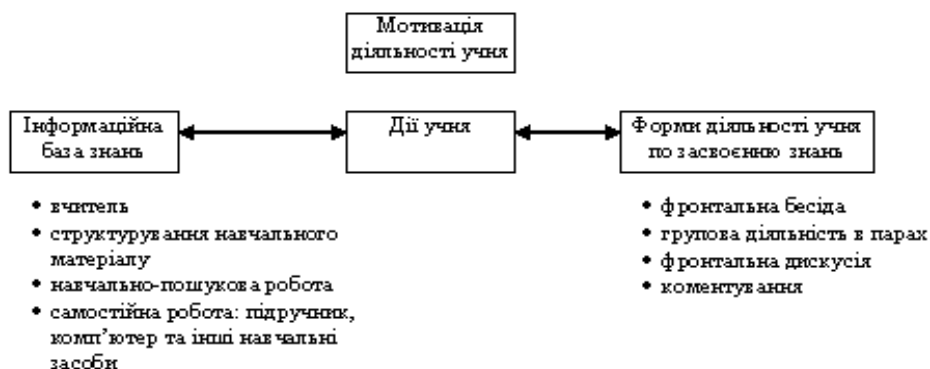 Мотивація
діяльності учня
Інформаційна
база знань
Дії учня
Форми діяльності учня
по засвоєнню знань
• вчитель
• структурування навчального
матеріалу
• навчально-пошукова робота
• самостійна робота: підручник,
комп’ютер та інші навчальні
засоби
• фронтальна бесіда
• групова діяльність в парах
• фронтальна дискусія
• коментування